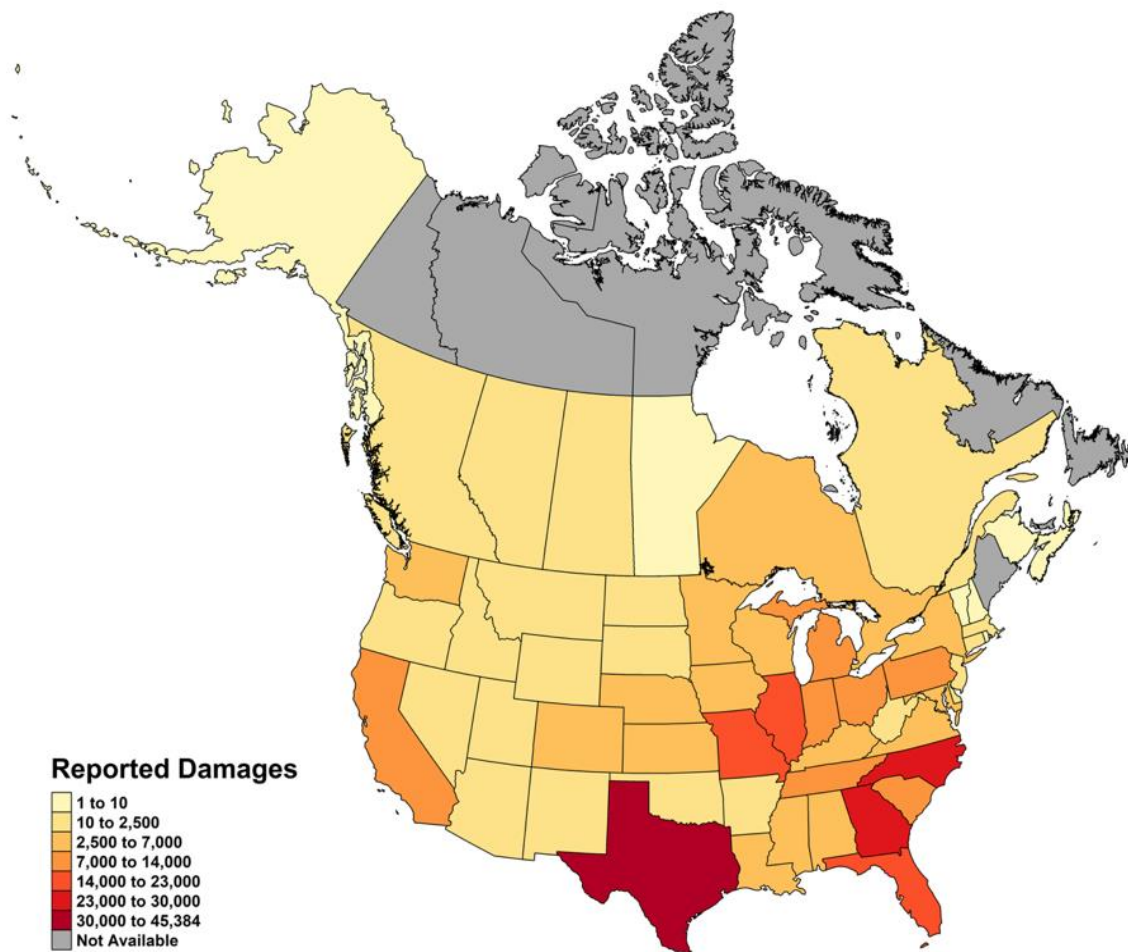 Reported Damages
1 to 10
10 to 2,500
2,500 to 7,000
7,000 to 14,000
14,000 to 23,000
23,000 to 30,000
30,000 to 45,384
Not Available